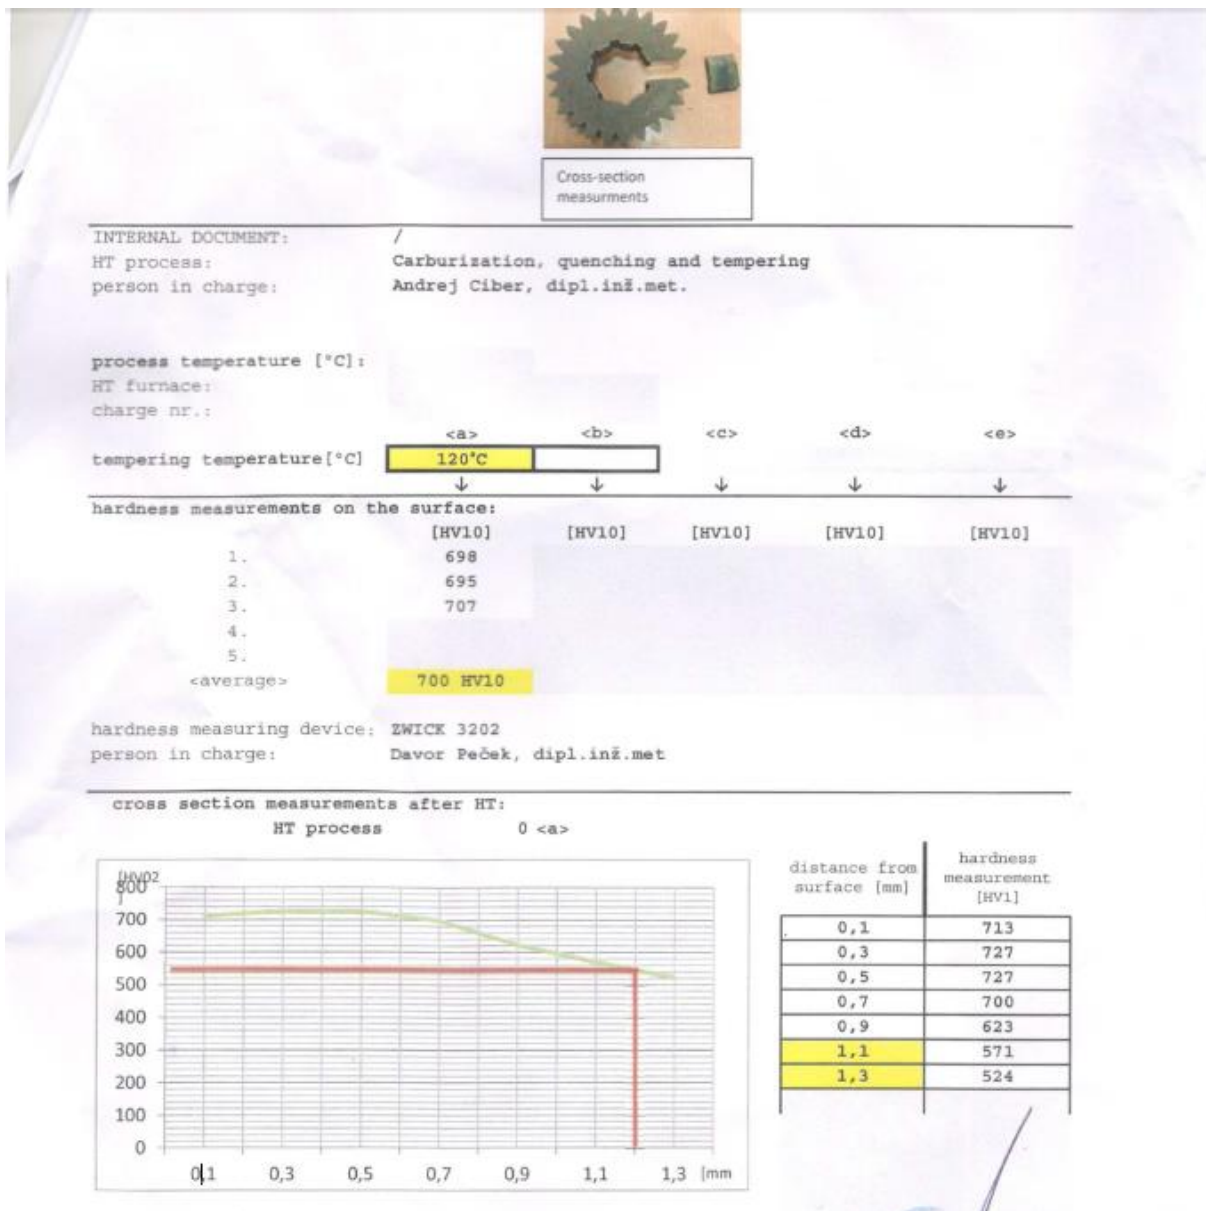 Cross-section
measurments
INTERNAL DOCUMENT: /
HT process: Carburization, quenching and tempering
person in charge: Andrej Ciber, dipl.inž.met.
process temperature [°C]:
HT furnace:
charge nr.:
<a> <b> <c> <d> <e>
tempering temperature[°C] 120°C
↓ ↓ ↓ ↓ ↓
hardness measurements on the surface:
[HV10] [HV10] [HV10] [HV10] [HV10]
1. 698
2. 695
3. 707
4.
5.
<average> 700 HV10
hardness measuring device: ZWICK 3202
person in charge: Davor Peček, dipl.inž.met
cross section measurements after HT:
HT process 0 <a>
[HV02
]
800
700
600
500
400
300
200
100
0
0,1 0,3 0,5 0,7 0,9 1,1 1,3 [mm
distance from surface [mm] hardness measurement [HV1]
0,1 713
0,3 727
0,5 727
0,7 700
0,9 623
1,1 571
1,3 524